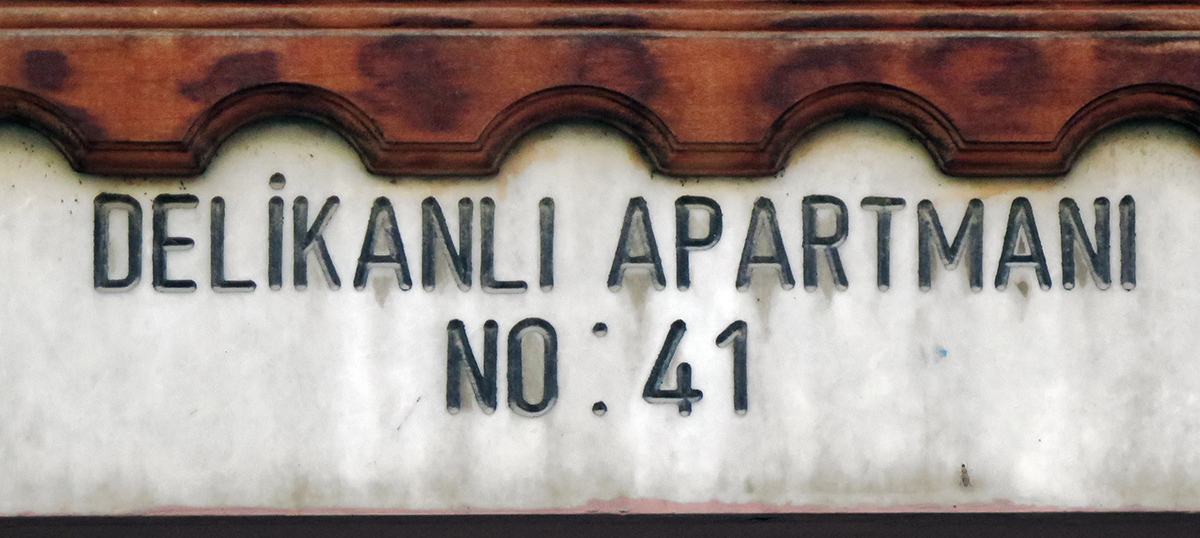 DELİKANLI APARTMANI
NO : 41